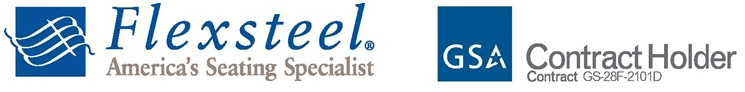 Flexsteel®
America's Seating Specialist
GSA
Contract Holder
Contract GS-28F-2101D